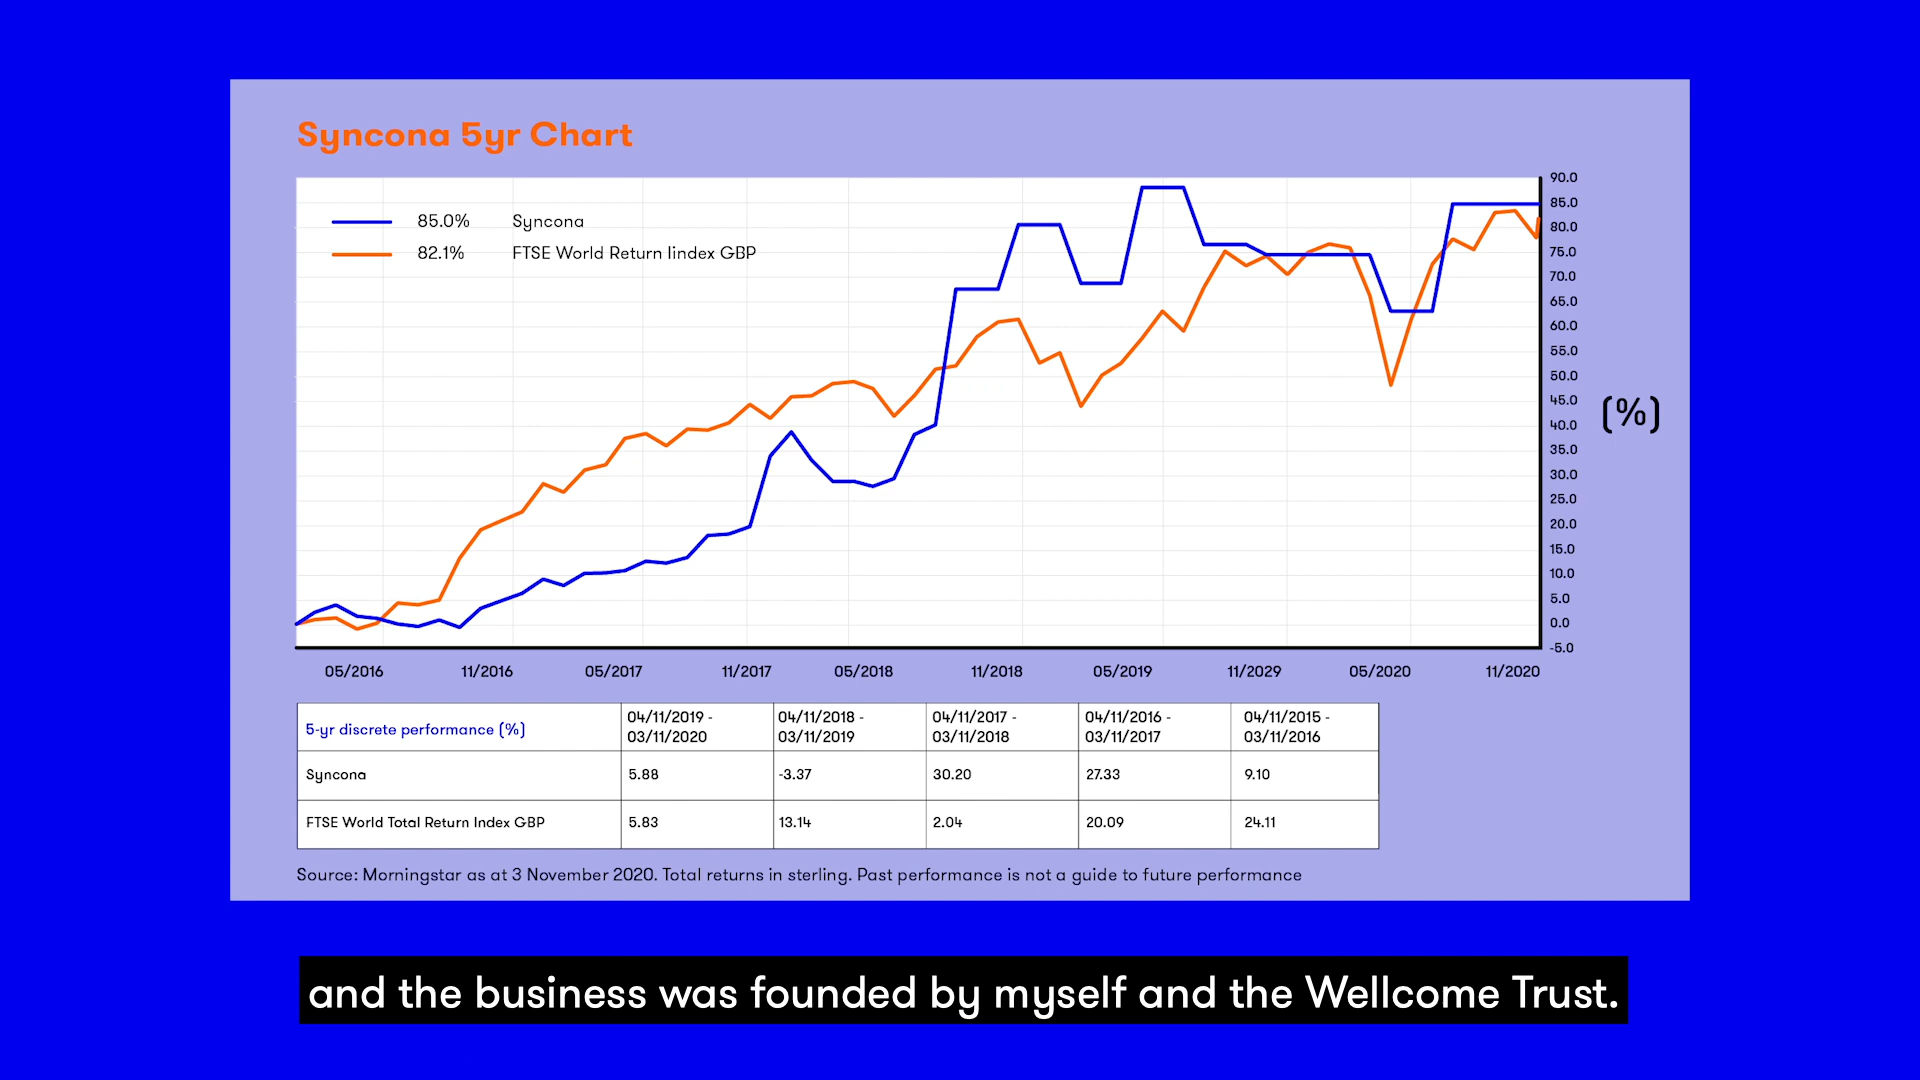 Syncona 5yr Chart
85.0% Syncona
82.1% FTSE World Return Iindex GBP
90.0
85.0
80.0
75.0
70.0
65.0
60.0
55.0
50.0
45.0
40.0
35.0
30.0
25.0
20.0
15.0
10.0
5.0
0.0
-5.0
(%)
05/2016 11/2016 05/2017 11/2017 05/2018 11/2018 05/2019 11/2029 05/2020 11/2020
5-yr discrete performance (%) 04/11/2019 - 03/11/2020 04/11/2018 - 03/11/2019 04/11/2017 - 03/11/2018 04/11/2016 - 03/11/2017 04/11/2015 - 03/11/2016
Syncona 5.88 -3.37 30.20 27.33 9.10
FTSE World Total Return Index GBP 5.83 13.14 2.04 20.09 24.11
Source: Morningstar as at 3 November 2020. Total returns in sterling. Past performance is not a guide to future performance
and the business was founded by myself and the Wellcome Trust.